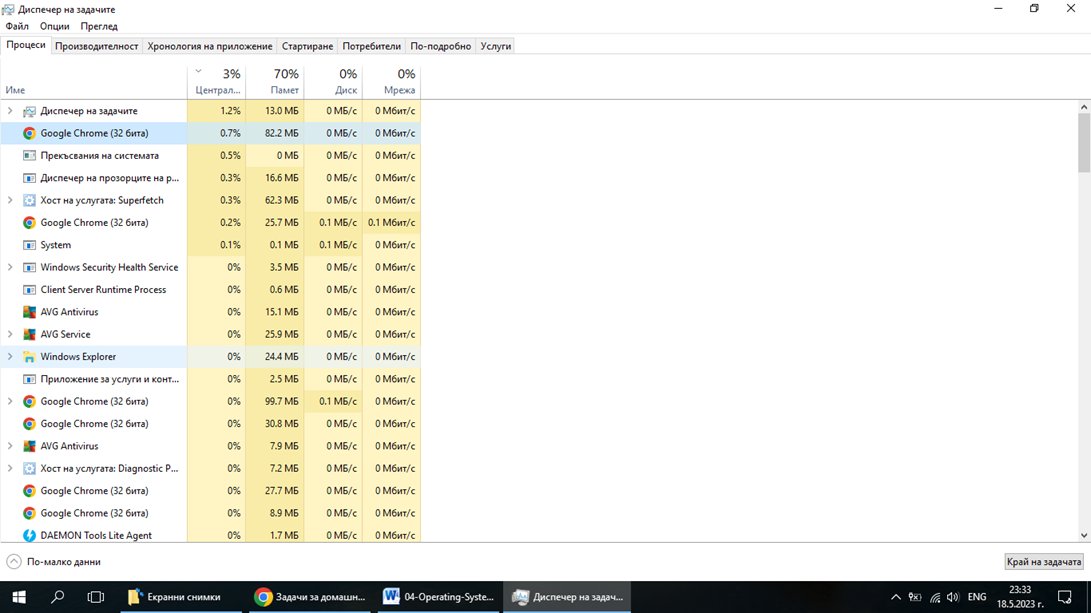 Диспечер на задачите
Файл Опции Преглед
Процеси Производителност Хронология на приложение Стартиране Потребители По-подробно Услуги
3% 70% 0% 0%
Име Централ... Памет Диск Мрежа
Диспечер на задачите 1.2% 13.0 МБ 0 МБ/с 0 Мбит/с
Google Chrome (32 бита) 0.7% 82.2 МБ 0 МБ/с 0 Мбит/с
Прекъсвания на системата 0.5% 0 МБ 0 МБ/с 0 Мбит/с
Диспечер на прозорците на р... 0.3% 16.6 МБ 0 МБ/с 0 Мбит/с
Хост на услугата: Superfetch 0.3% 62.3 МБ 0 МБ/с 0 Мбит/с
Google Chrome (32 бита) 0.2% 25.7 МБ 0.1 МБ/с 0.1 Мбит/с
System 0.1% 0.1 МБ 0.1 МБ/с 0 Мбит/с
Windows Security Health Service 0% 3.5 МБ 0 МБ/с 0 Мбит/с
Client Server Runtime Process 0% 0.6 МБ 0 МБ/с 0 Мбит/с
AVG Antivirus 0% 15.1 МБ 0 МБ/с 0 Мбит/с
AVG Service 0% 25.9 МБ 0 МБ/с 0 Мбит/с
Windows Explorer 0% 24.4 МБ 0 МБ/с 0 Мбит/с
Приложение за услуги и конт... 0% 2.5 МБ 0 МБ/с 0 Мбит/с
Google Chrome (32 бита) 0% 99.7 МБ 0.1 МБ/с 0 Мбит/с
Google Chrome (32 бита) 0% 30.8 МБ 0 МБ/с 0 Мбит/с
AVG Antivirus 0% 7.9 МБ 0 МБ/с 0 Мбит/с
Хост на услугата: Diagnostic P... 0% 7.2 МБ 0 МБ/с 0 Мбит/с
Google Chrome (32 бита) 0% 27.7 МБ 0 МБ/с 0 Мбит/с
Google Chrome (32 бита) 0% 8.9 МБ 0 МБ/с 0 Мбит/с
DAEMON Tools Lite Agent 0% 1.7 МБ 0 МБ/с 0 Мбит/с
По-малко данни Край на задачата
Екранни снимки Задачи за домашн... 04-Operating-Syste... Диспечер на задач... ENG 23:33
18.5.2023 г.